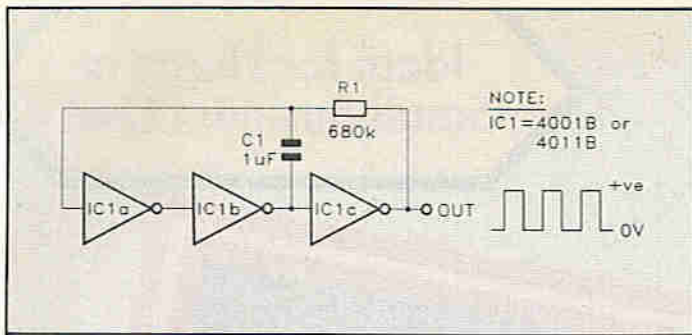 R1
680k
C1
1uF
IC1a
IC1b
IC1c
OUT
NOTE:
IC1=4001B or
4011B
+ve
0V